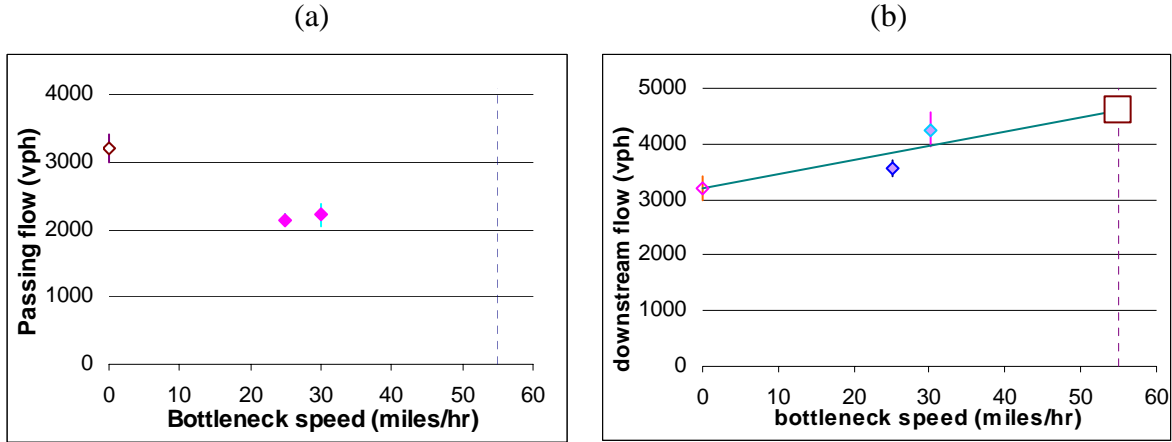 (a)
(b)
Passing flow (vph)
4000
3000
2000
1000
0
0 10 20 30 40 50 60
Bottleneck speed (miles/hr)
downstream flow (vph)
5000
4000
3000
2000
1000
0
0 10 20 30 40 50 60
bottleneck speed (miles/hr)